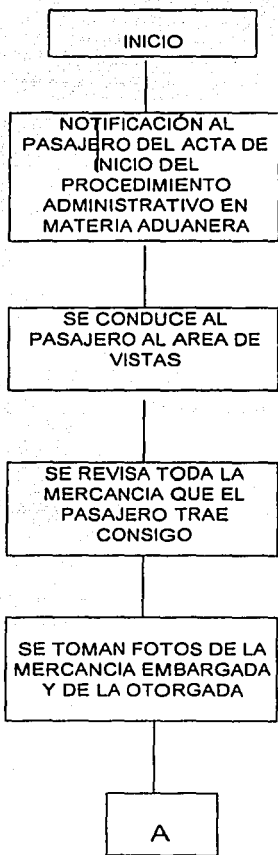 INICIO
NOTIFICACIÓN AL
PASAJERO DEL ACTA DE
INICIO DEL
PROCEDIMIENTO
ADMINISTRATIVO EN
MATERIA ADUANERA
SE CONDUCE AL
PASAJERO AL AREA DE
VISTAS
SE REVISA TODA LA
MERCANCIA QUE EL
PASAJERO TRAE
CONSIGO
SE TOMAN FOTOS DE LA
MERCANCIA EMBARGADA
Y DE LA OTORGADA
A